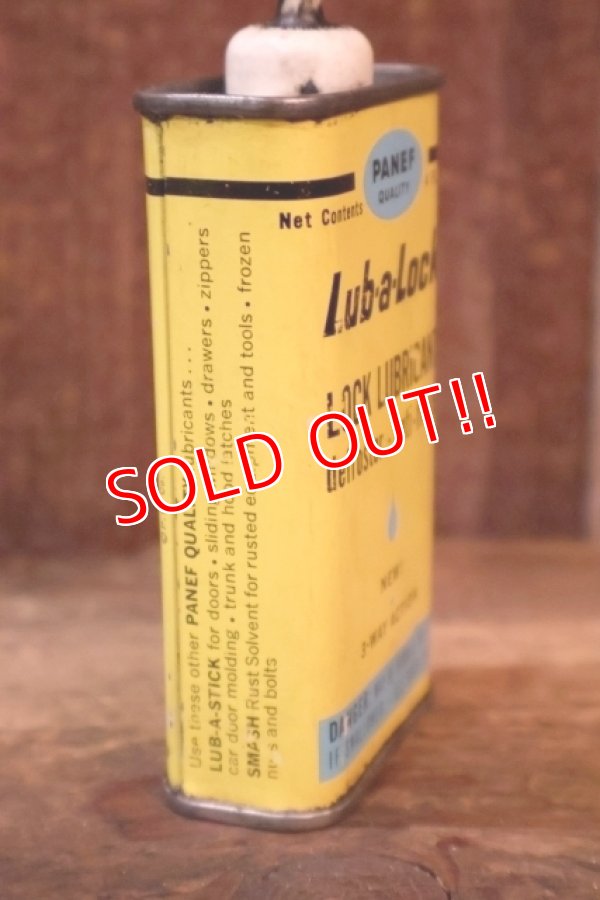 PANEF
QUALITY
Net Contents
Lub-a-Lock
LOCK LUBRICANT
NEW!
3-WAY ACTION
DANGER
IF
Use these other PANEF QUALITY lubricants...
LUB-A-STICK for doors • sliding windows • drawers • zippers
car door molding • trunk and hood latches
SMASH Rust Solvent for rusted equipment and tools • frozen
nuts and bolts
SOLD OUT!!